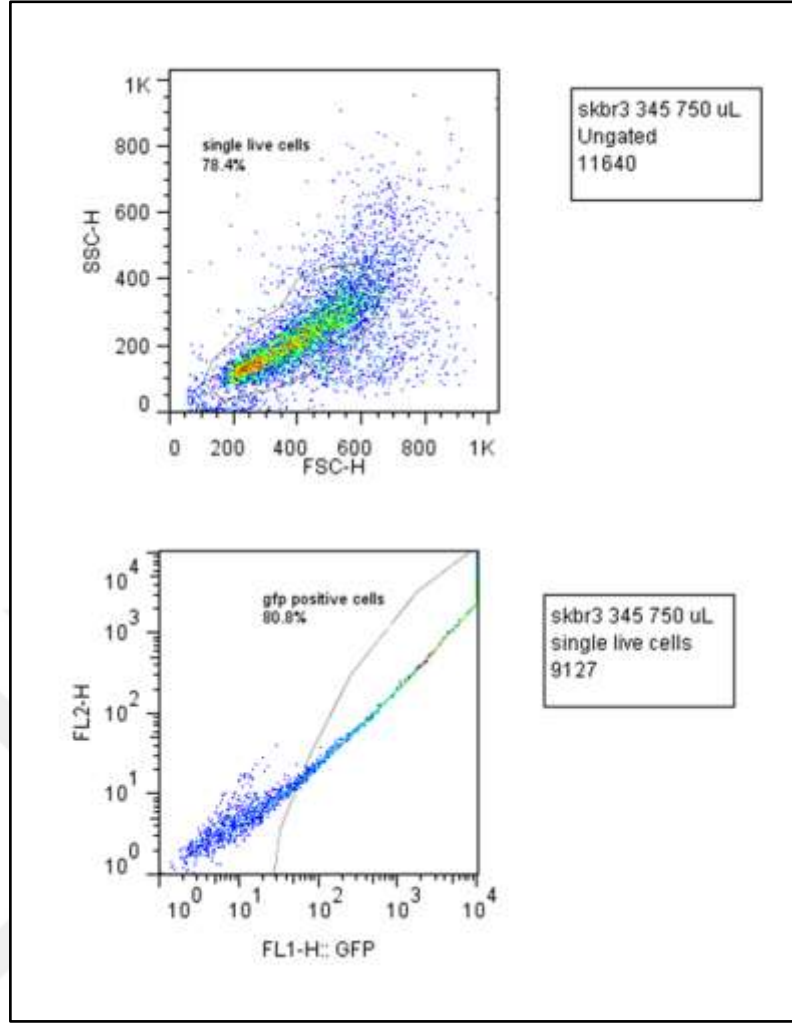 1K
800
600
400
200
0
SSC-H
single live cells
78.4%
0 200 400 600 800 1K
FSC-H
skbr3 345 750 uL
Ungated
11640
10^4
10^3
10^2
10^1
10^0
FL2-H
gfp positive cells
80.8%
10^0 10^1 10^2 10^3 10^4
FL1-H:: GFP
skbr3 345 750 uL
single live cells
9127